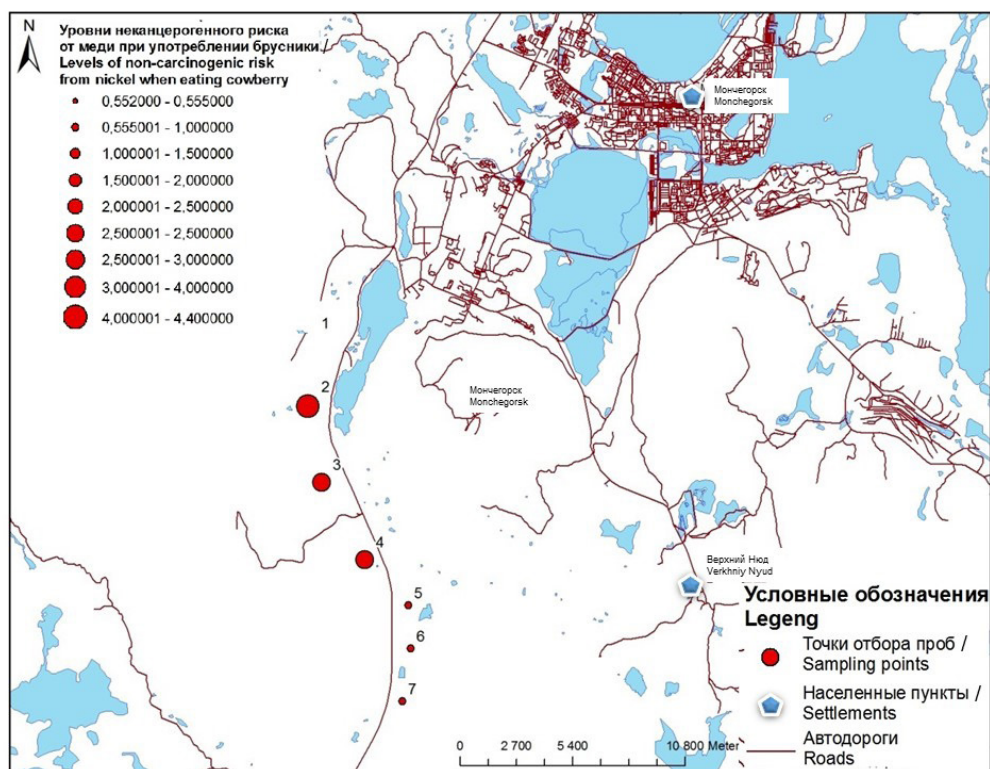 N
Уровни неканцерогенного риска
от меди при употреблении брусники /
Levels of non-carcinogenic risk
from nickel when eating cowberry
0,552000 - 0,555000
0,555001 - 1,000000
1,000001 - 1,500000
1,500001 - 2,000000
2,000001 - 2,500000
2,500001 - 2,500000
2,500001 - 3,000000
3,000001 - 4,000000
4,000001 - 4,400000
Мончегорск
Monchegorsk
1
2
Мончегорск
Monchegorsk
3
4
5
6
7
Верхний Нюд
Verkhniy Nyud
Условные обозначения
Legeng
Точки отбора проб /
Sampling points
Населенные пункты /
Settlements
Автодороги
Roads
0 2 700 5 400 10 800 Meter